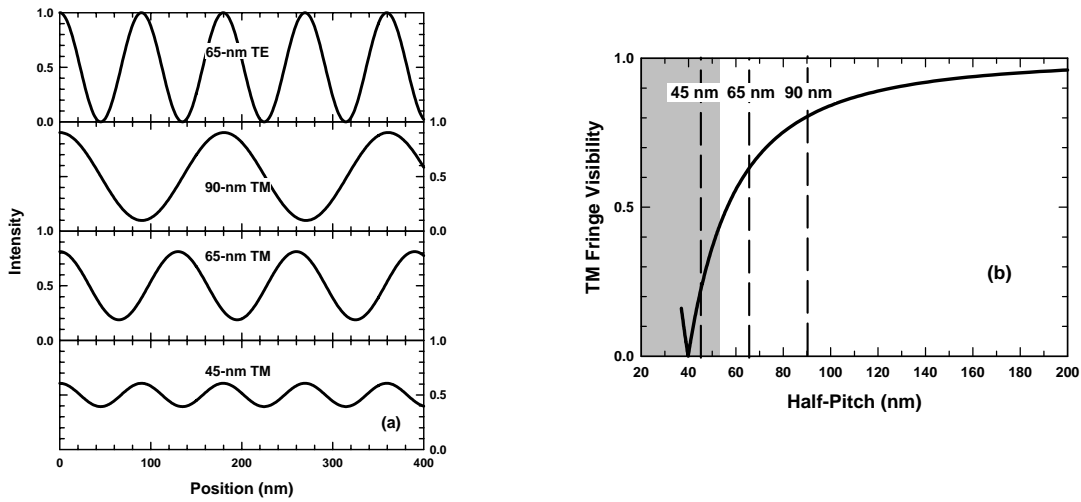 1.0
0.5
65-nm TE
0.0
1.0
90-nm TM
0.5
1.0
0.0
65-nm TM
0.5
0.0
1.0
45-nm TM
0.5
(a)
0.0
0
100
200
300
400
Position (nm)
Intensity
1.0
45 nm
65 nm
90 nm
0.5
(b)
0.0
20
40
60
80
100
120
140
160
180
200
Half-Pitch (nm)
TM Fringe Visibility